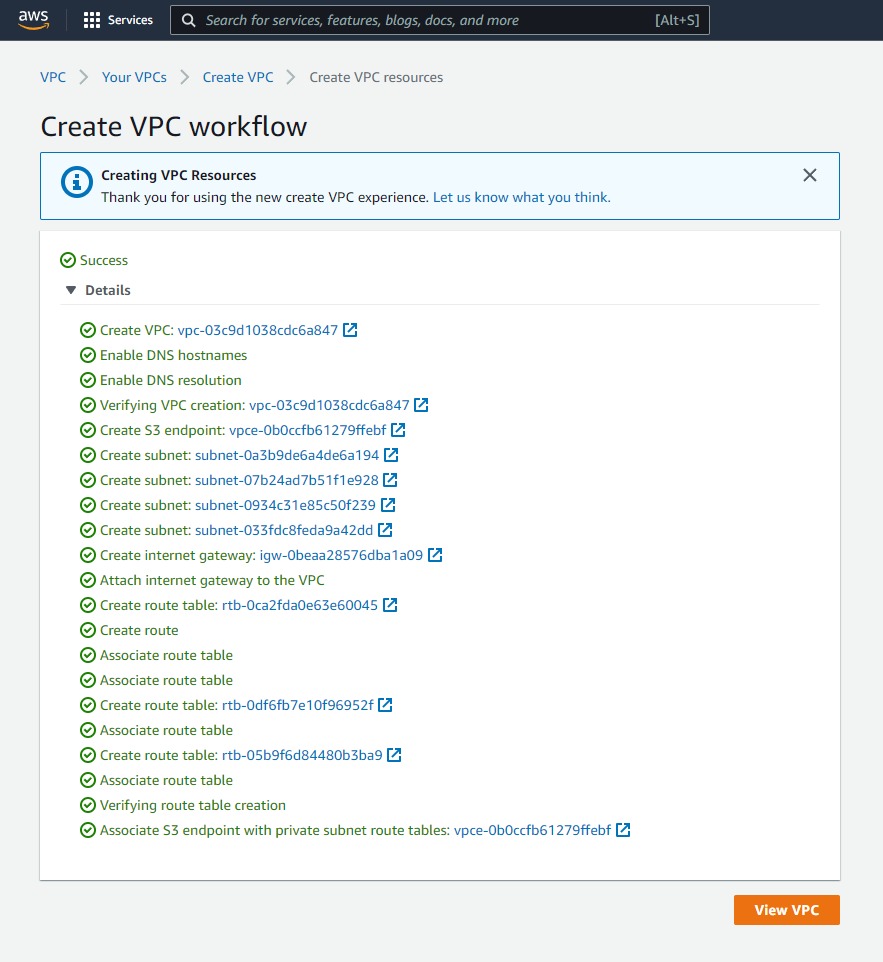 aws Services Search for services, features, blogs, docs, and more [Alt+S]
VPC > Your VPCs > Create VPC > Create VPC resources
Create VPC workflow
Creating VPC Resources
Thank you for using the new create VPC experience. Let us know what you think.
Success
Details
Create VPC: vpc-03c9d1038cdc6a847
Enable DNS hostnames
Enable DNS resolution
Verifying VPC creation: vpc-03c9d1038cdc6a847
Create S3 endpoint: vpce-0b0ccfb61279ffebf
Create subnet: subnet-0a3b9de6a4de6a194
Create subnet: subnet-07b24ad7b51f1e928
Create subnet: subnet-0934c31e85c50f239
Create subnet: subnet-033fdc8feda9a42dd
Create internet gateway: igw-0beaa28576dba1a09
Attach internet gateway to the VPC
Create route table: rtb-0ca2fda0e63e60045
Create route
Associate route table
Associate route table
Create route table: rtb-0df6fb7e10f96952f
Associate route table
Create route table: rtb-05b9f6d84480b3ba9
Associate route table
Verifying route table creation
Associate S3 endpoint with private subnet route tables: vpce-0b0ccfb61279ffebf
View VPC